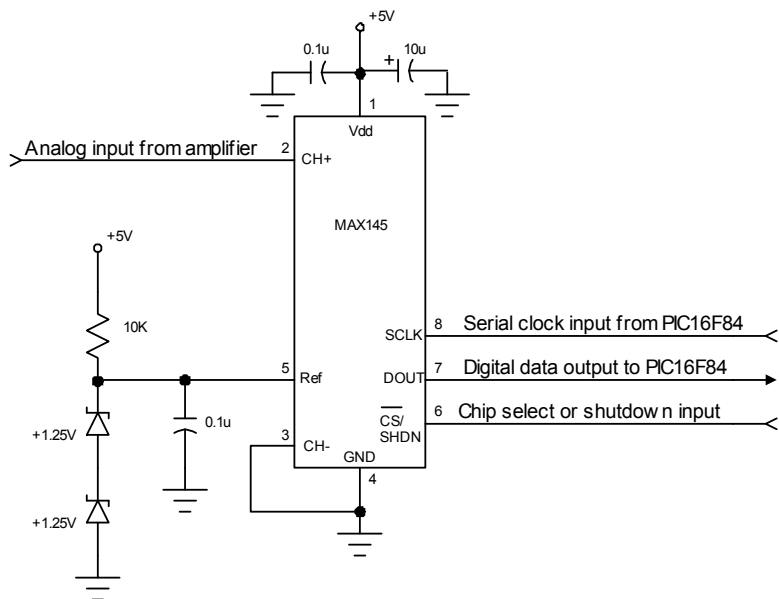 +5V
0.1u
+
10u
1
Vdd
Analog input from amplifier
2
CH+
MAX145
+5V
10K
8
SCLK
Serial clock input from PIC16F84
5
Ref
7
DOUT
Digital data output to PIC16F84
6
CS/
SHDN
Chip select or shutdown input
+1.25V
0.1u
3
CH-
GND
4
+1.25V